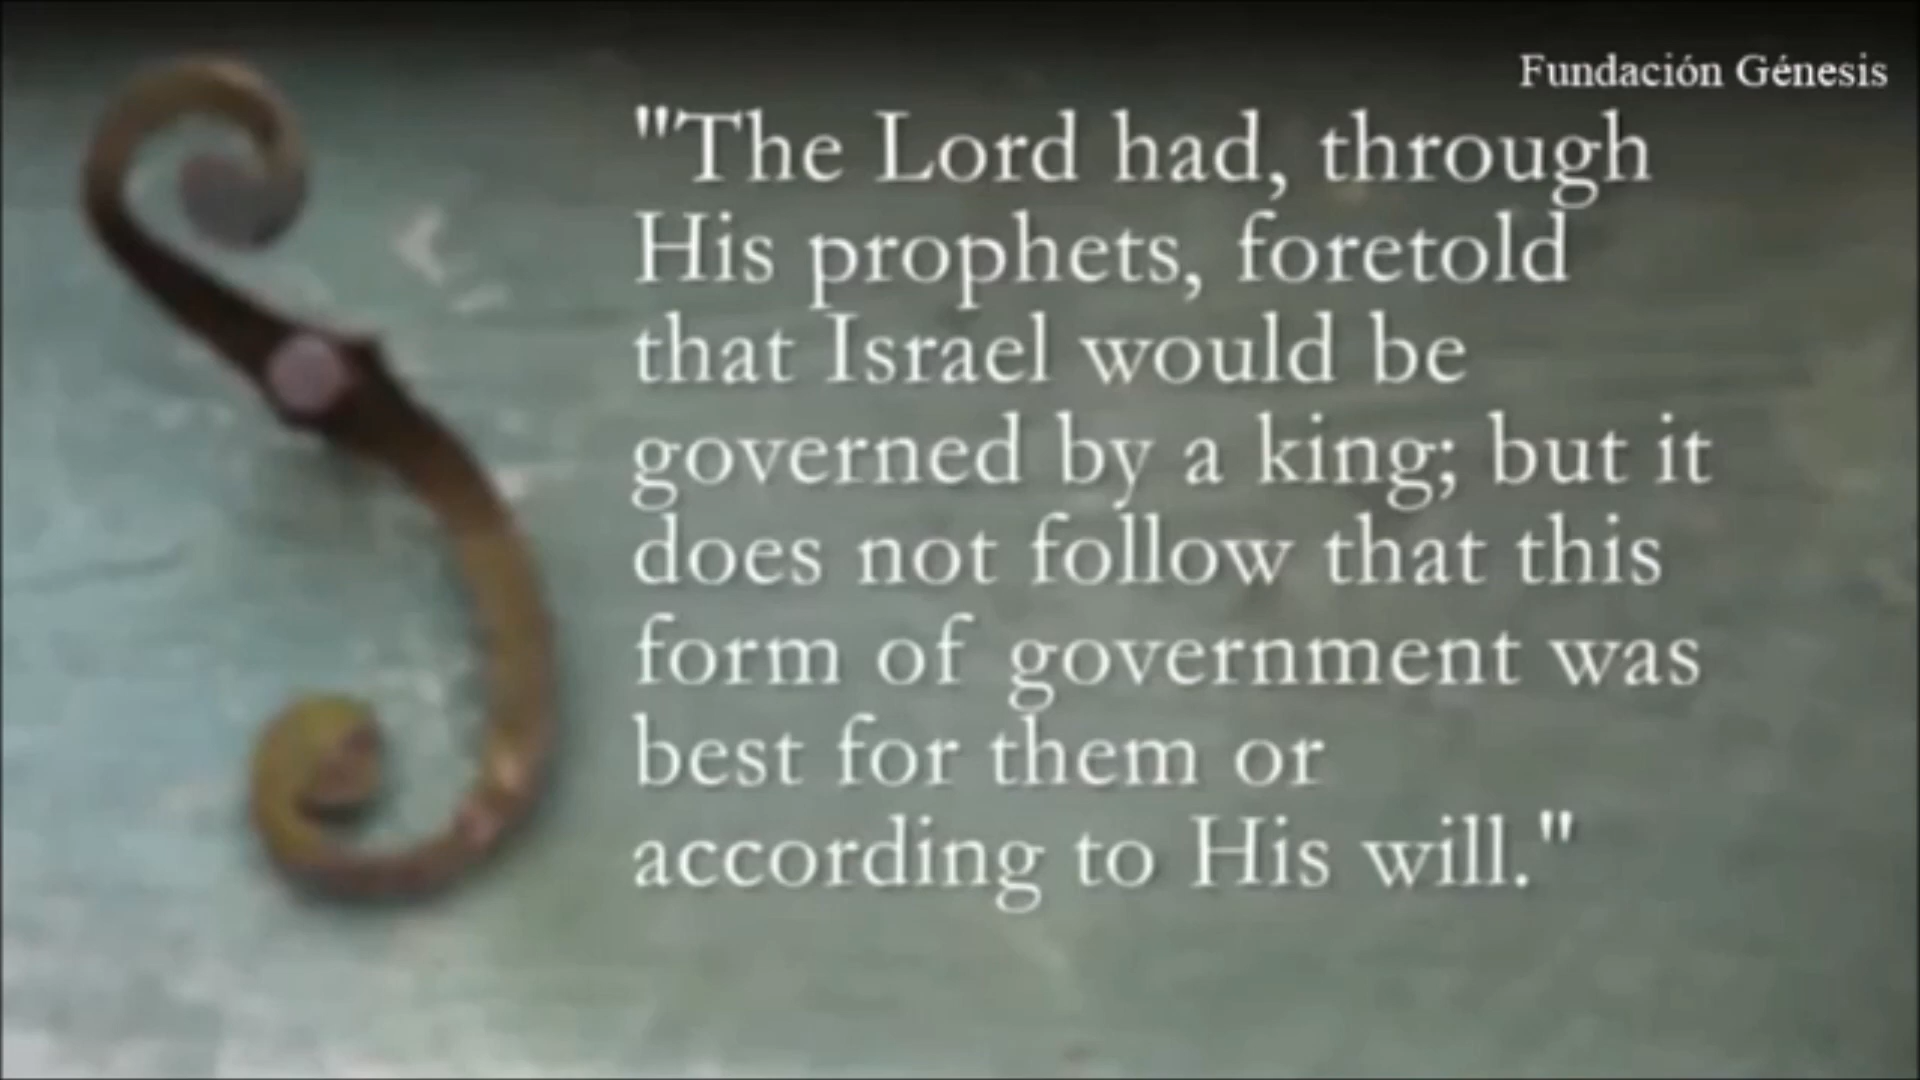 Fundación Génesis
"The Lord had, through
His prophets, foretold
that Israel would be
governed by a king; but it
does not follow that this
form of government was
best for them or
according to His will."